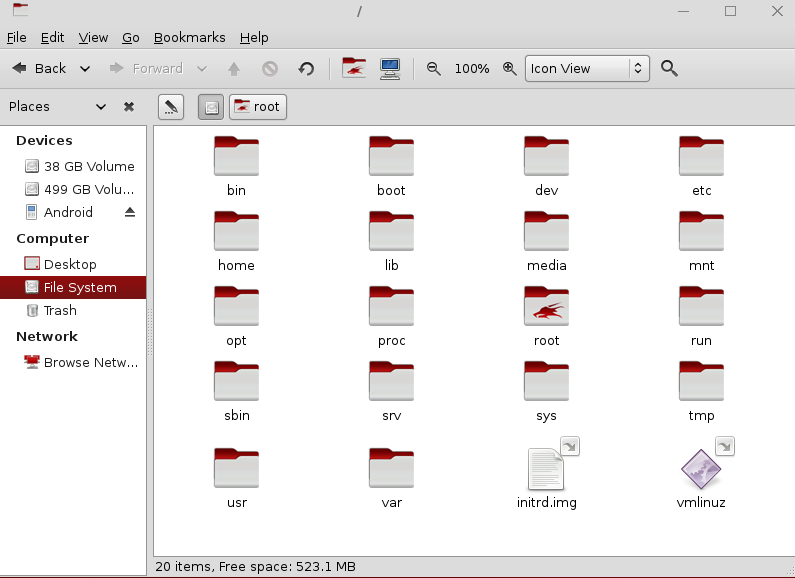 /
File Edit View Go Bookmarks Help
Back Forward 100% Icon View
Places root
Devices
38 GB Volume
499 GB Volu...
Android
Computer
Desktop
File System
Trash
Network
Browse Netw...
bin boot dev etc
home lib media mnt
opt proc root run
sbin srv sys tmp
usr var initrd.img vmlinuz
20 items, Free space: 523.1 MB